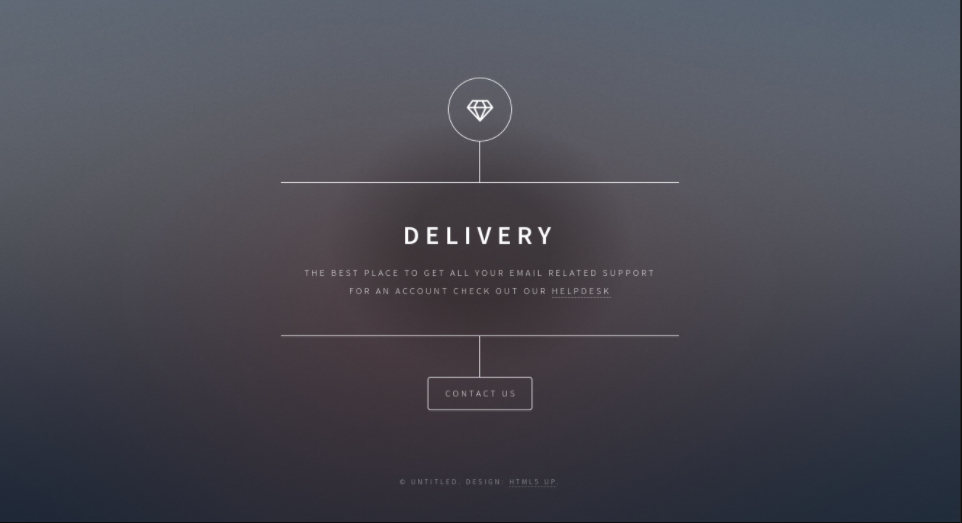 DELIVERY
THE BEST PLACE TO GET ALL YOUR EMAIL RELATED SUPPORT
FOR AN ACCOUNT CHECK OUT OUR HELPDESK
CONTACT US
© UNTITLED. DESIGN: HTML5 UP.